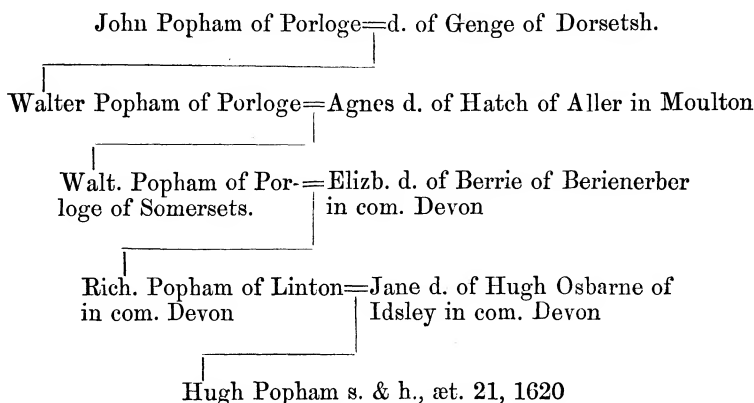 John Popham of Porloge=d. of Genge of Dorsetsh.
Walter Popham of Porloge=Agnes d. of Hatch of Aller in Moulton
Walt. Popham of Por-=Elizb. d. of Berrie of Berienerber
loge of Somersets. in com. Devon
Rich. Popham of Linton=Jane d. of Hugh Osbarne of
in com. Devon Idsley in com. Devon
Hugh Popham s. & h., æt. 21, 1620